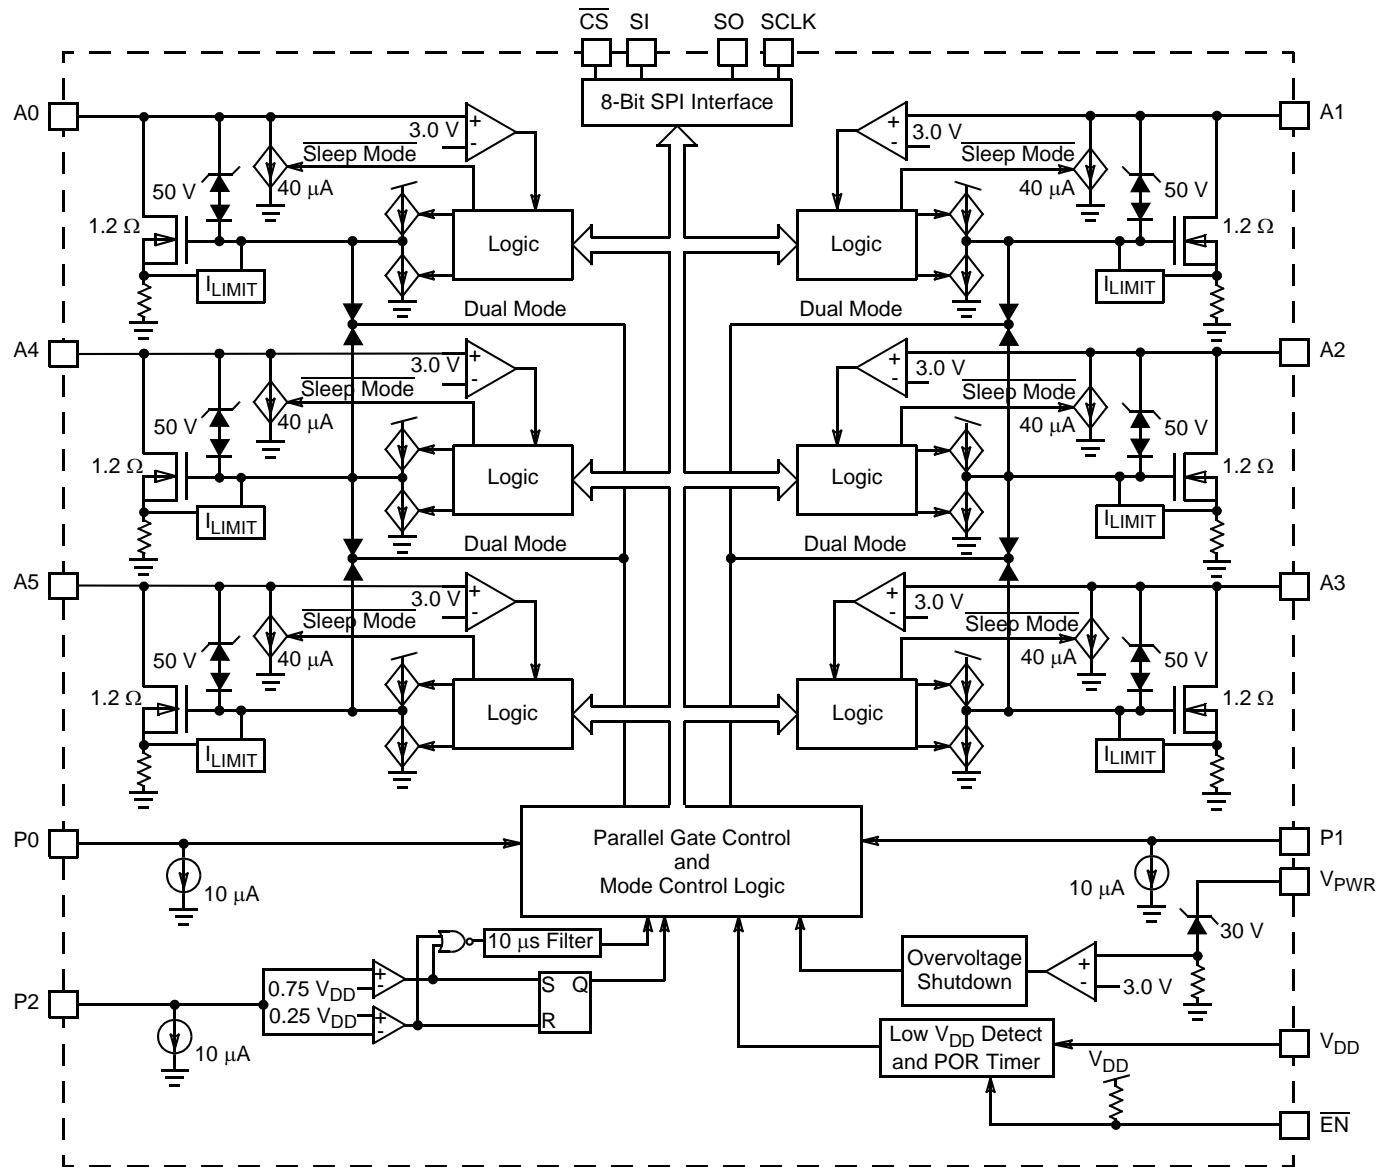 CS SI SO SCLK
8-Bit SPI Interface
A0
3.0 V
+
-
Sleep Mode
40 μA
50 V
1.2 Ω
ILIMIT
Logic
Dual Mode
A1
3.0 V
+
-
Sleep Mode
40 μA
50 V
1.2 Ω
ILIMIT
Logic
Dual Mode
A4
3.0 V
+
-
Sleep Mode
40 μA
50 V
1.2 Ω
ILIMIT
Logic
Dual Mode
A2
3.0 V
+
-
Sleep Mode
40 μA
50 V
1.2 Ω
ILIMIT
Logic
Dual Mode
A5
3.0 V
+
-
Sleep Mode
40 μA
50 V
1.2 Ω
ILIMIT
Logic
A3
3.0 V
+
-
Sleep Mode
40 μA
50 V
1.2 Ω
ILIMIT
Logic
P0
10 μA
Parallel Gate Control
and
Mode Control Logic
P1
10 μA
VPWR
30 V
+
-
3.0 V
Overvoltage
Shutdown
10 μs Filter
P2
10 μA
0.75 VDD
+
-
0.25 VDD
+
-
S Q
R
Low VDD Detect
and POR Timer
VDD
VDD
EN